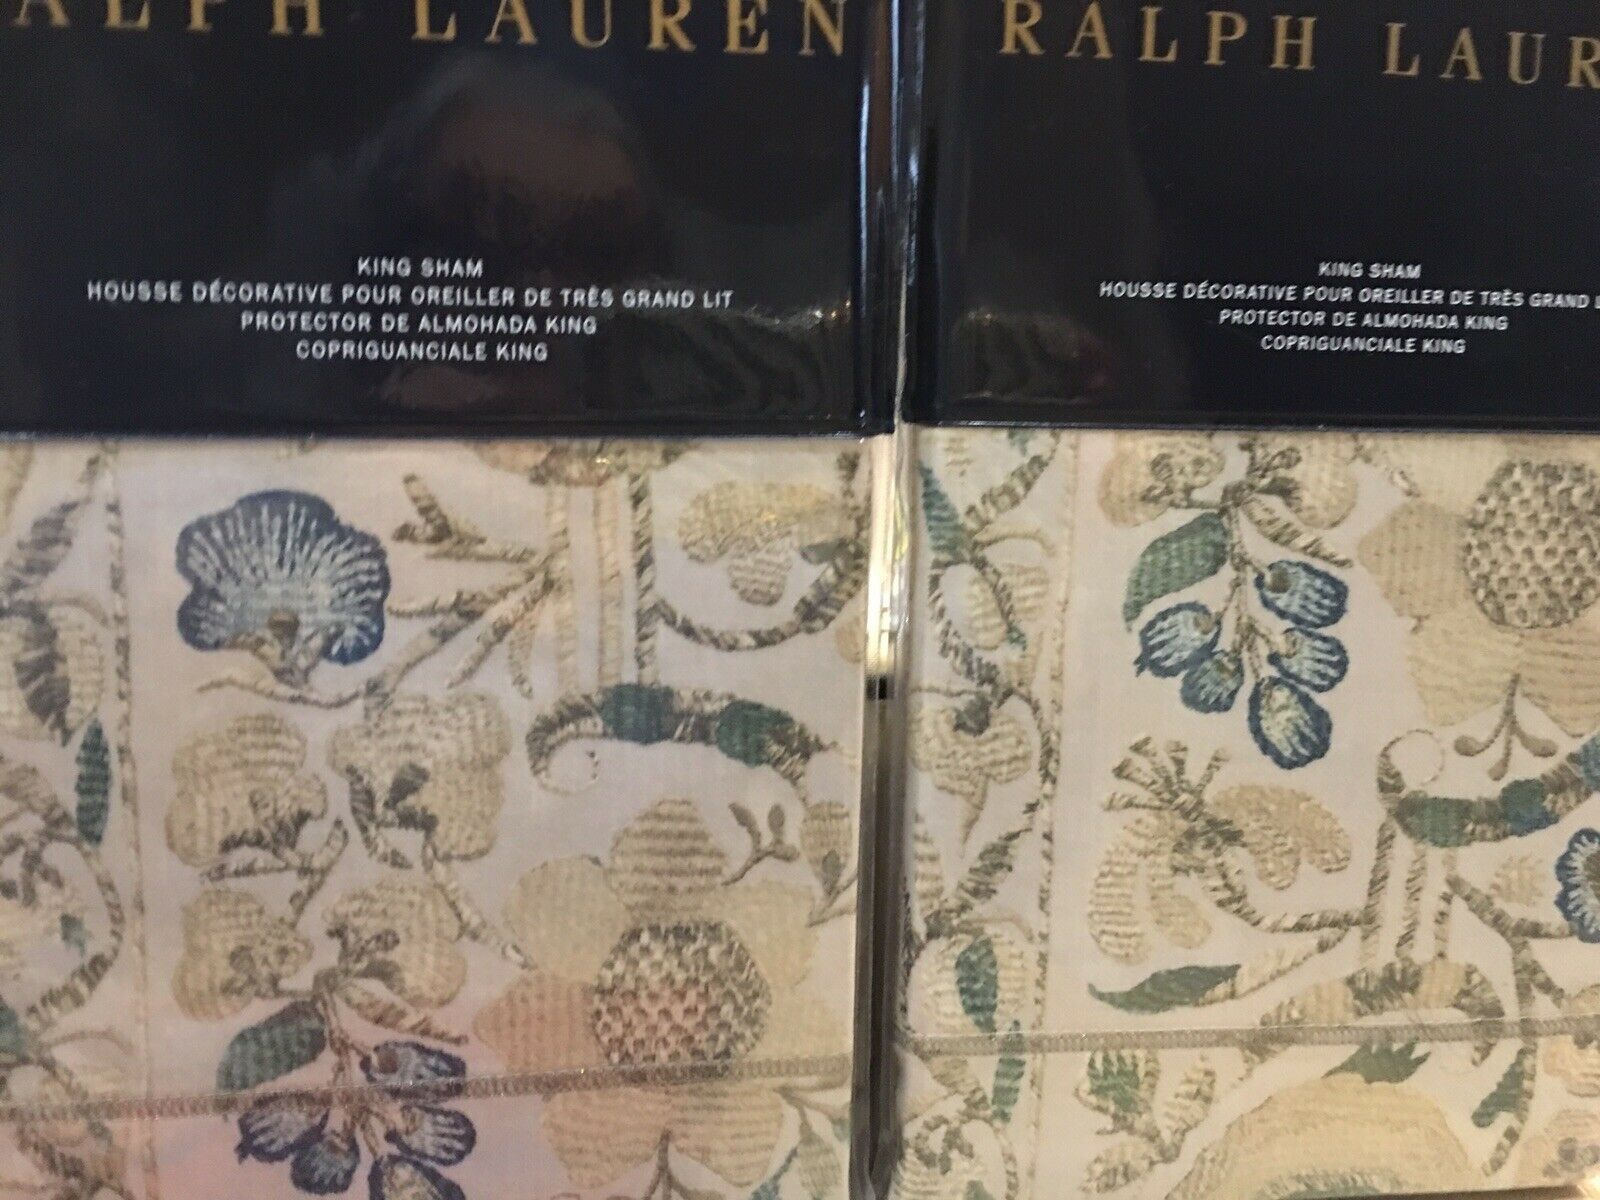 ALPH LAUREN
KING SHAM
HOUSSE DÉCORATIVE POUR OREILLER DE TRÈS GRAND LIT
PROTECTOR DE ALMOHADA KING
COPRIGUANCIALE KING
RALPH LAUR
KING SHAM
HOUSSE DÉCORATIVE POUR OREILLER DE TRÈS GRAND L
PROTECTOR DE ALMOHADA KING
COPRIGUANCIALE KING